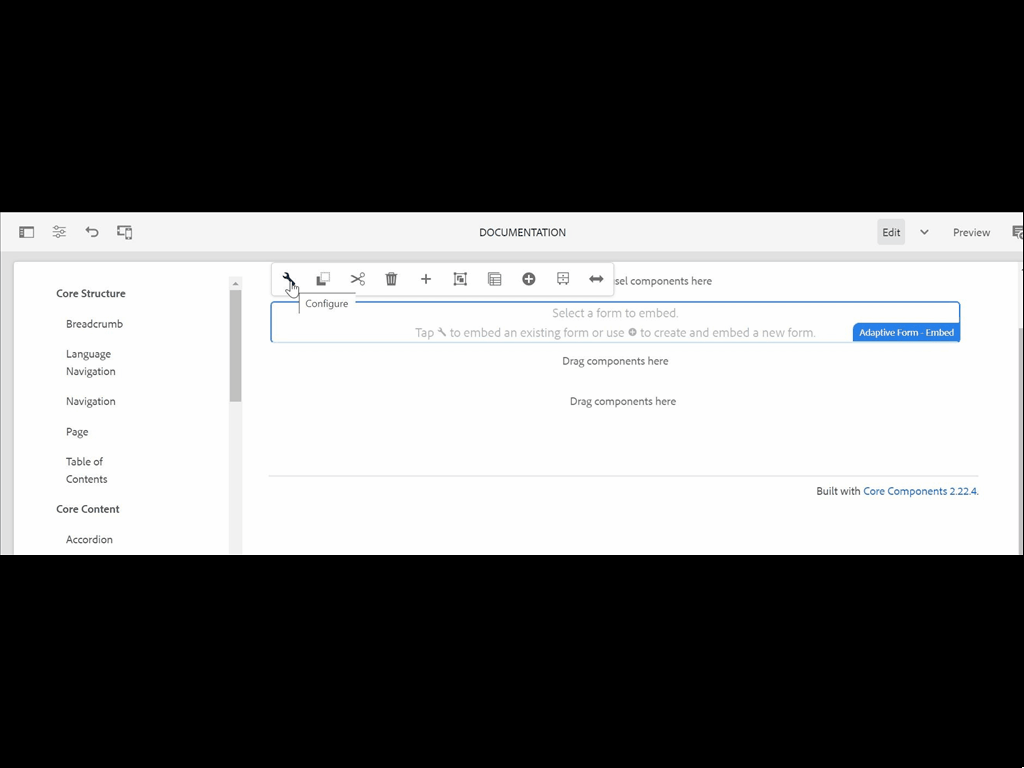 DOCUMENTATION
Edit
Preview
Core Structure
Breadcrumb
Language
Navigation
Navigation
Page
Table of
Contents
Core Content
Accordion
Configure
sel components here
Select a form to embed.
Tap to embed an existing form or use to create and embed a new form.
Adaptive Form - Embed
Drag components here
Drag components here
Built with Core Components 2.22.4.